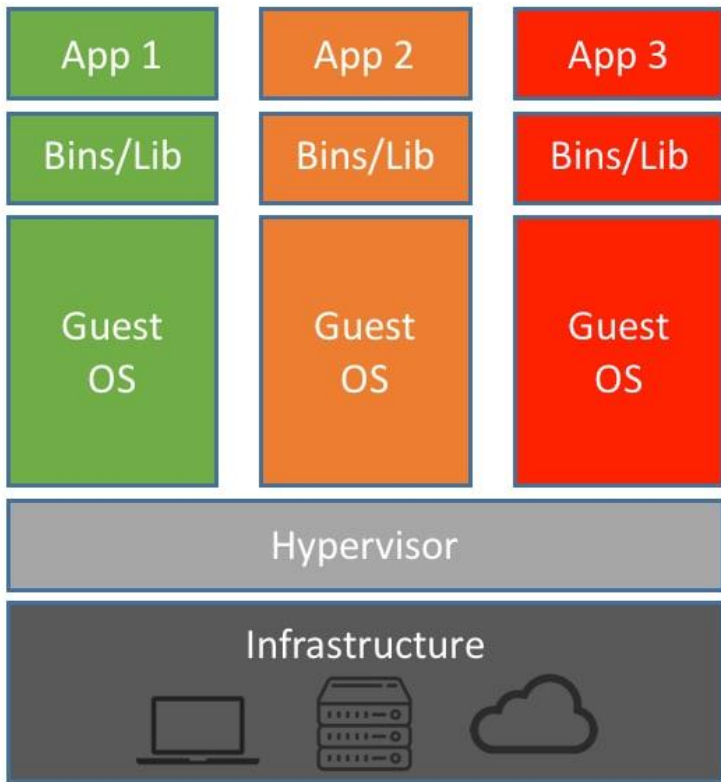 App 1
App 2
App 3
Bins/Lib
Bins/Lib
Bins/Lib
Guest
OS
Guest
OS
Guest
OS
Hypervisor
Infrastructure